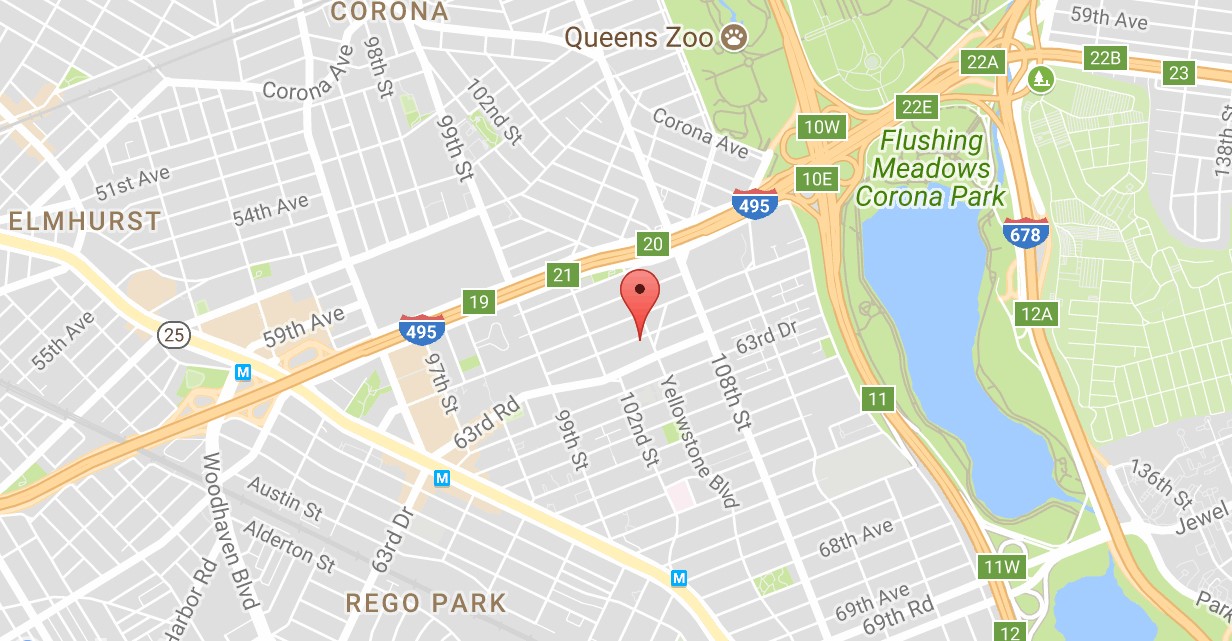 CORONA
59th Ave
Queens Zoo
98th St
Corona Ave
22A
22B
23
102nd St
22E
99th St
Corona Ave
10W
Flushing
Meadows
Corona Park
138th St
51st Ave
10E
54th Ave
495
ELMHURST
678
20
21
19
12A
59th Ave
495
25
55th Ave
63rd Dr
M
97th St
108th St
11
Yellowstone Blvd
63rd Rd
102nd St
99th St
M
136th St
Woodhaven Blvd
Austin St
Jewel
63rd Dr
Alderton St
68th Ave
11W
M
Harbor Rd
REGO PARK
69th Ave
69th Rd
Park
12